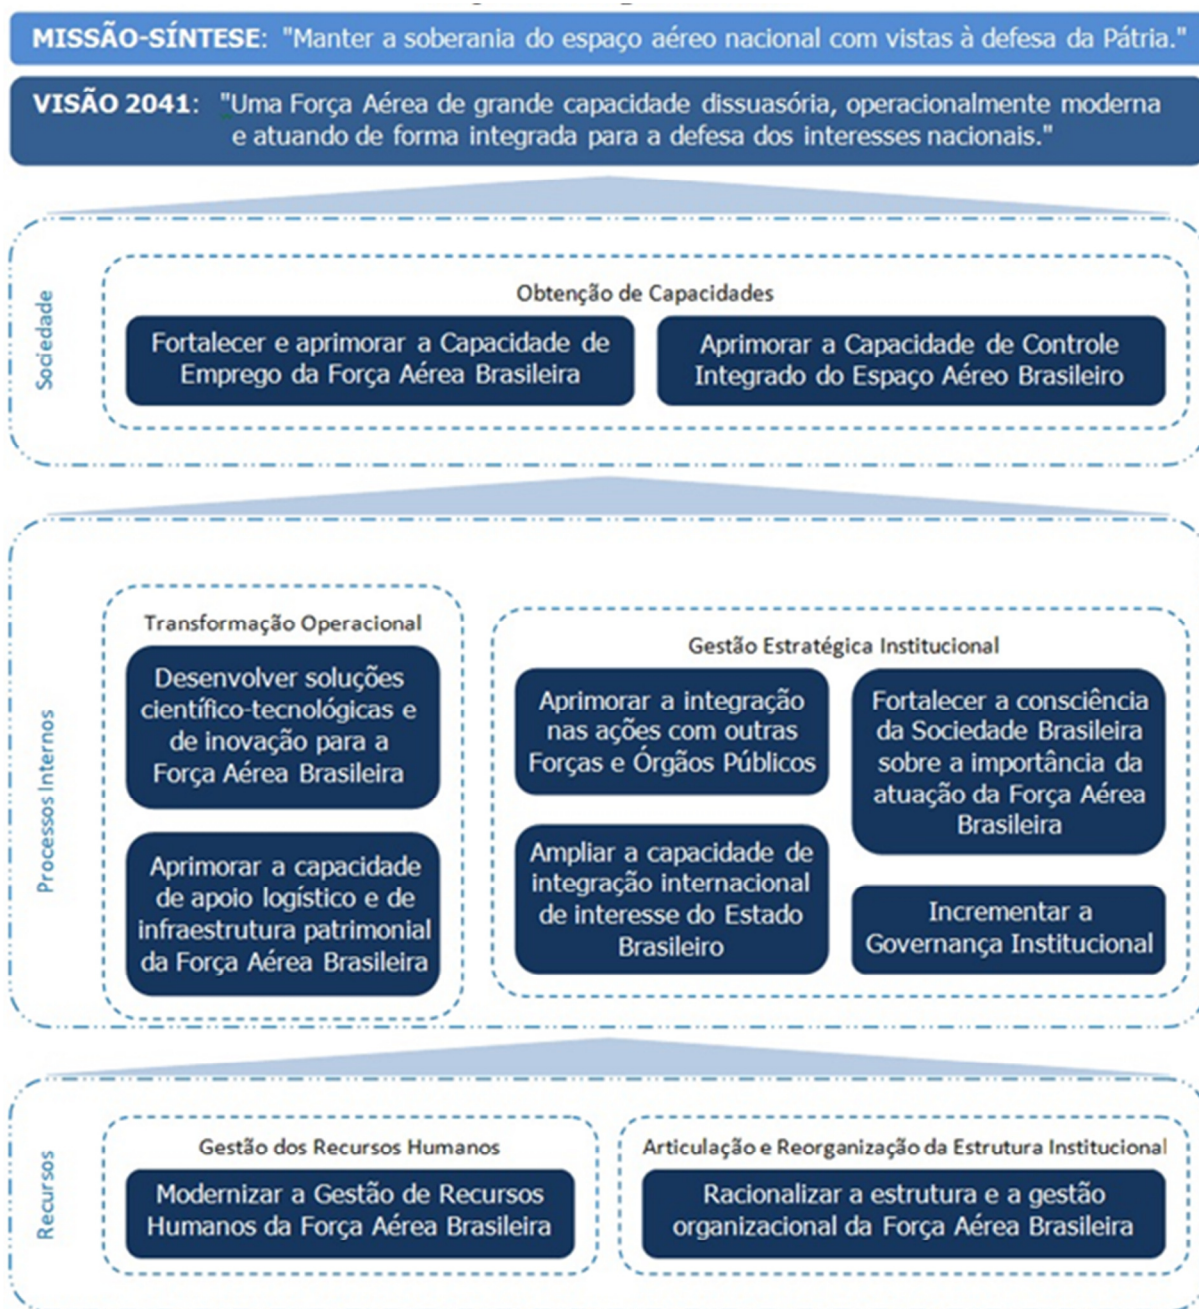 MISSÃO-SÍNTESE: "Manter a soberania do espaço aéreo nacional com vistas à defesa da Pátria."
VISÃO 2041: "Uma Força Aérea de grande capacidade dissuasória, operacionalmente moderna
e atuando de forma integrada para a defesa dos interesses nacionais."
Sociedade
Obtenção de Capacidades
Fortalecer e aprimorar a Capacidade de
Emprego da Força Aérea Brasileira
Aprimorar a Capacidade de Controle
Integrado do Espaço Aéreo Brasileiro
Processos Internos
Transformação Operacional
Desenvolver soluções
científico-tecnológicas e
de inovação para a
Força Aérea Brasileira
Aprimorar a capacidade
de apoio logístico e de
infraestrutura patrimonial
da Força Aérea Brasileira
Gestão Estratégica Institucional
Aprimorar a integração
nas ações com outras
Forças e Órgãos Públicos
Ampliar a capacidade de
integração internacional
de interesse do Estado
Brasileiro
Fortalecer a consciência
da Sociedade Brasileira
sobre a importância da
atuação da Força Aérea
Brasileira
Incrementar a
Governança Institucional
Recursos
Gestão dos Recursos Humanos
Modernizar a Gestão de Recursos
Humanos da Força Aérea Brasileira
Articulação e Reorganização da Estrutura Institucional
Racionalizar a estrutura e a gestão
organizacional da Força Aérea Brasileira